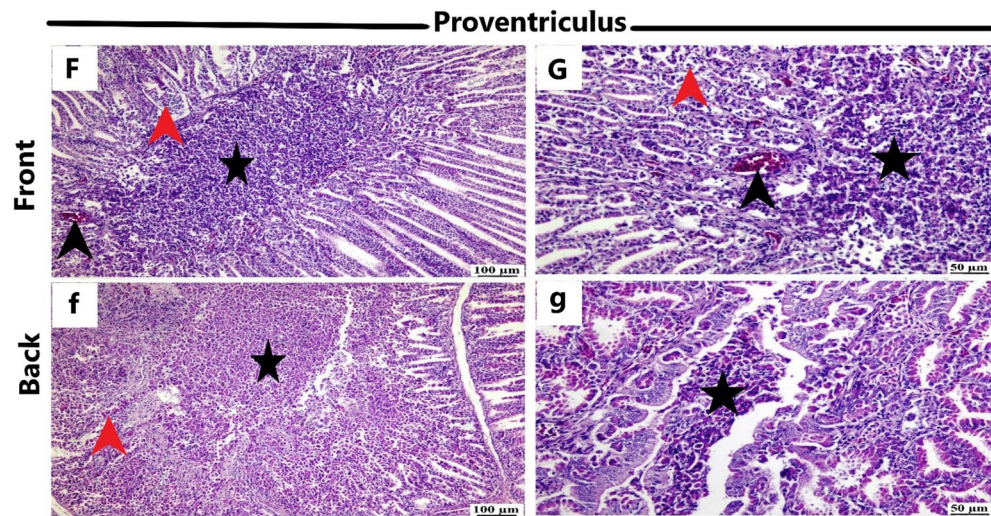 Proventriculus
Front
F
100 µm
G
50 µm
Back
f
100 µm
g
50 µm